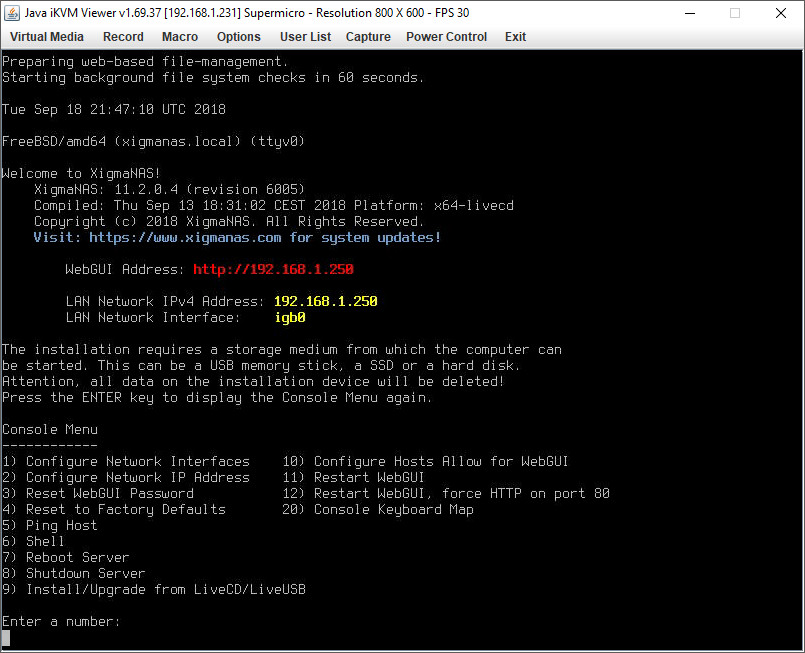 Java iKVM Viewer v1.69.37 [192.168.1.231] Supermicro - Resolution 800 X 600 - FPS 30
Virtual Media Record Macro Options User List Capture Power Control Exit
Preparing web-based file-management.
Starting background file system checks in 60 seconds.
Tue Sep 18 21:47:10 UTC 2018
FreeBSD/amd64 (xigmanas.local) (ttyv0)
Welcome to XigmaNAS!
XigmaNAS: 11.2.0.4 (revision 6005)
Compiled: Thu Sep 13 18:31:02 CEST 2018 Platform: x64-livecd
Copyright (c) 2018 XigmaNAS. All Rights Reserved.
Visit: https://www.xigmanas.com for system updates!
WebGUI Address: http://192.168.1.250
LAN Network IPv4 Address: 192.168.1.250
LAN Network Interface: igb0
The installation requires a storage medium from which the computer can
be started. This can be a USB memory stick, a SSD or a hard disk.
Attention, all data on the installation device will be deleted!
Press the ENTER key to display the Console Menu again.
Console Menu
------------
1) Configure Network Interfaces 10) Configure Hosts Allow for WebGUI
2) Configure Network IP Address 11) Restart WebGUI
3) Reset WebGUI Password 12) Restart WebGUI, force HTTP on port 80
4) Reset to Factory Defaults 20) Console Keyboard Map
5) Ping Host
6) Shell
7) Reboot Server
8) Shutdown Server
9) Install/Upgrade from LiveCD/LiveUSB
Enter a number: